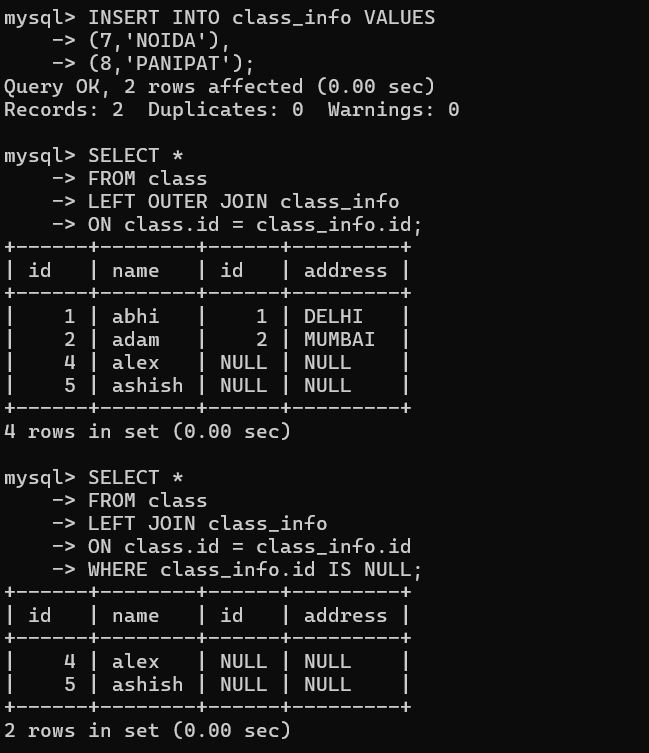 mysql> INSERT INTO class_info VALUES
    -> (7,'NOIDA'),
    -> (8,'PANIPAT');
Query OK, 2 rows affected (0.00 sec)
Records: 2  Duplicates: 0  Warnings: 0

mysql> SELECT *
    -> FROM class
    -> LEFT OUTER JOIN class_info
    -> ON class.id = class_info.id;
+------+--------+------+---------+
| id   | name   | id   | address |
+------+--------+------+---------+
|    1 | abhi   |    1 | DELHI   |
|    2 | adam   |    2 | MUMBAI  |
|    4 | alex   | NULL | NULL    |
|    5 | ashish | NULL | NULL    |
+------+--------+------+---------+
4 rows in set (0.00 sec)

mysql> SELECT *
    -> FROM class
    -> LEFT JOIN class_info
    -> ON class.id = class_info.id
    -> WHERE class_info.id IS NULL;
+------+--------+------+---------+
| id   | name   | id   | address |
+------+--------+------+---------+
|    4 | alex   | NULL | NULL    |
|    5 | ashish | NULL | NULL    |
+------+--------+------+---------+
2 rows in set (0.00 sec)